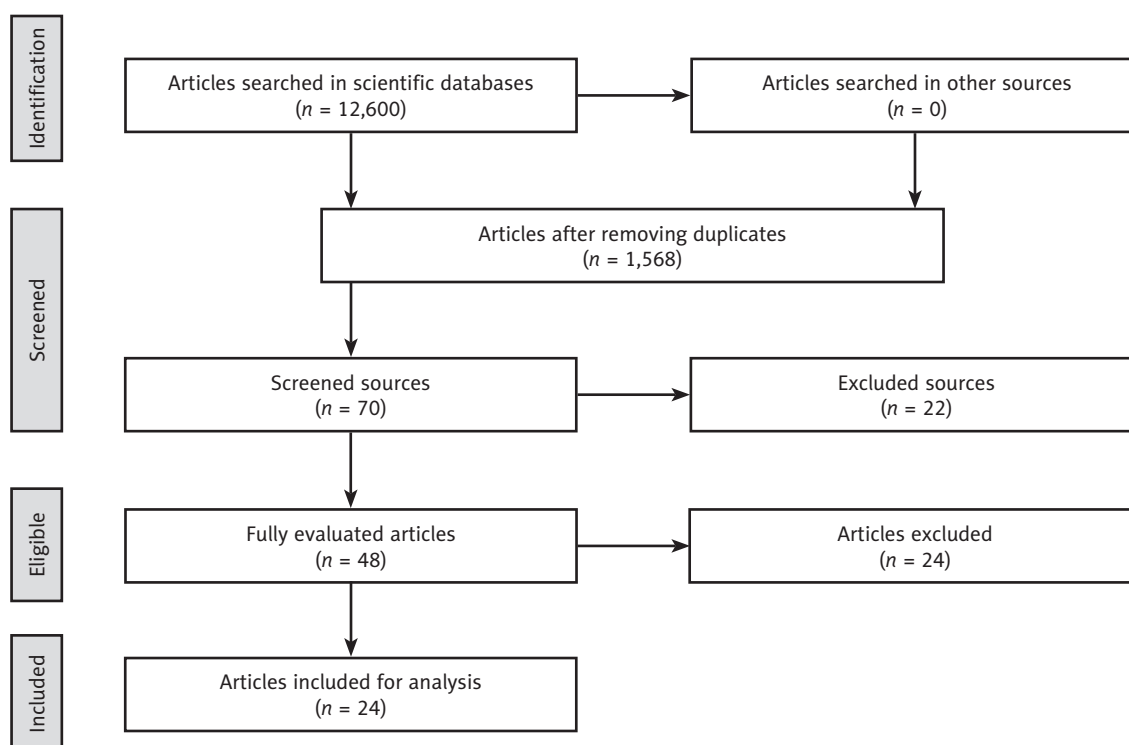 Identification
Articles searched in scientific databases
(n = 12,600)
Articles searched in other sources
(n = 0)
Screened
Articles after removing duplicates
(n = 1,568)
Screened sources
(n = 70)
Excluded sources
(n = 22)
Eligible
Fully evaluated articles
(n = 48)
Articles excluded
(n = 24)
Included
Articles included for analysis
(n = 24)